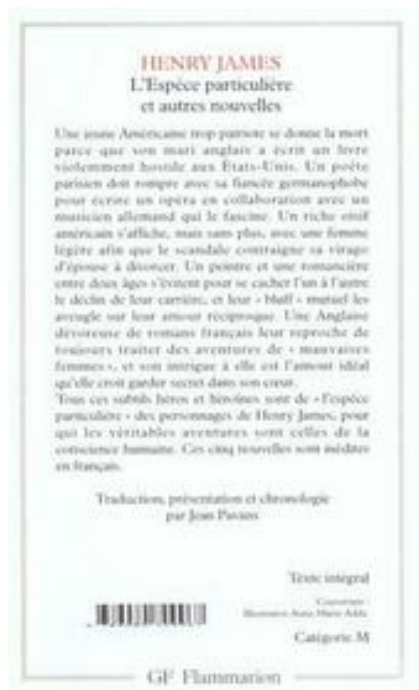 HENRY JAMES
L'Espèce particulière
et autres nouvelles
Une jeune Américaine trop patriote se donne la mort
parce que son mari anglais a écrit un livre
violemment hostile aux États-Unis. Un poète
parisien doit rompre avec sa fiancée germanophobe
pour écrire un opéra en collaboration avec un
musicien allemand qui le fascine. Un riche oisif
américain s'affiche, mais sans plus, avec une femme
légère afin que le scandale contraigne sa virago
d'épouse à divorcer. Un peintre et une romancière
entre deux âges s'évitent pour se cacher l'un à l'autre
le déclin de leur carrière, et leur « bluff » mutuel les
aveugle sur leur amour réciproque. Une Anglaise
dévoreuse de romans français leur reproche de
toujours traiter des aventures de « mauvaises
femmes », et son intrigue à elle est l'amour idéal
qu'elle croit garder secret dans son cœur.
Tous ces subtils héros et héroïnes sont de « l'espèce
particulière » des personnages de Henry James, pour
qui les véritables aventures sont celles de la
conscience humaine. Ces cinq nouvelles sont inédites
en français.
Traduction, présentation et chronologie
par Jean Pavans
Texte intégral
Couverture :
Catégorie M
GF Flammarion